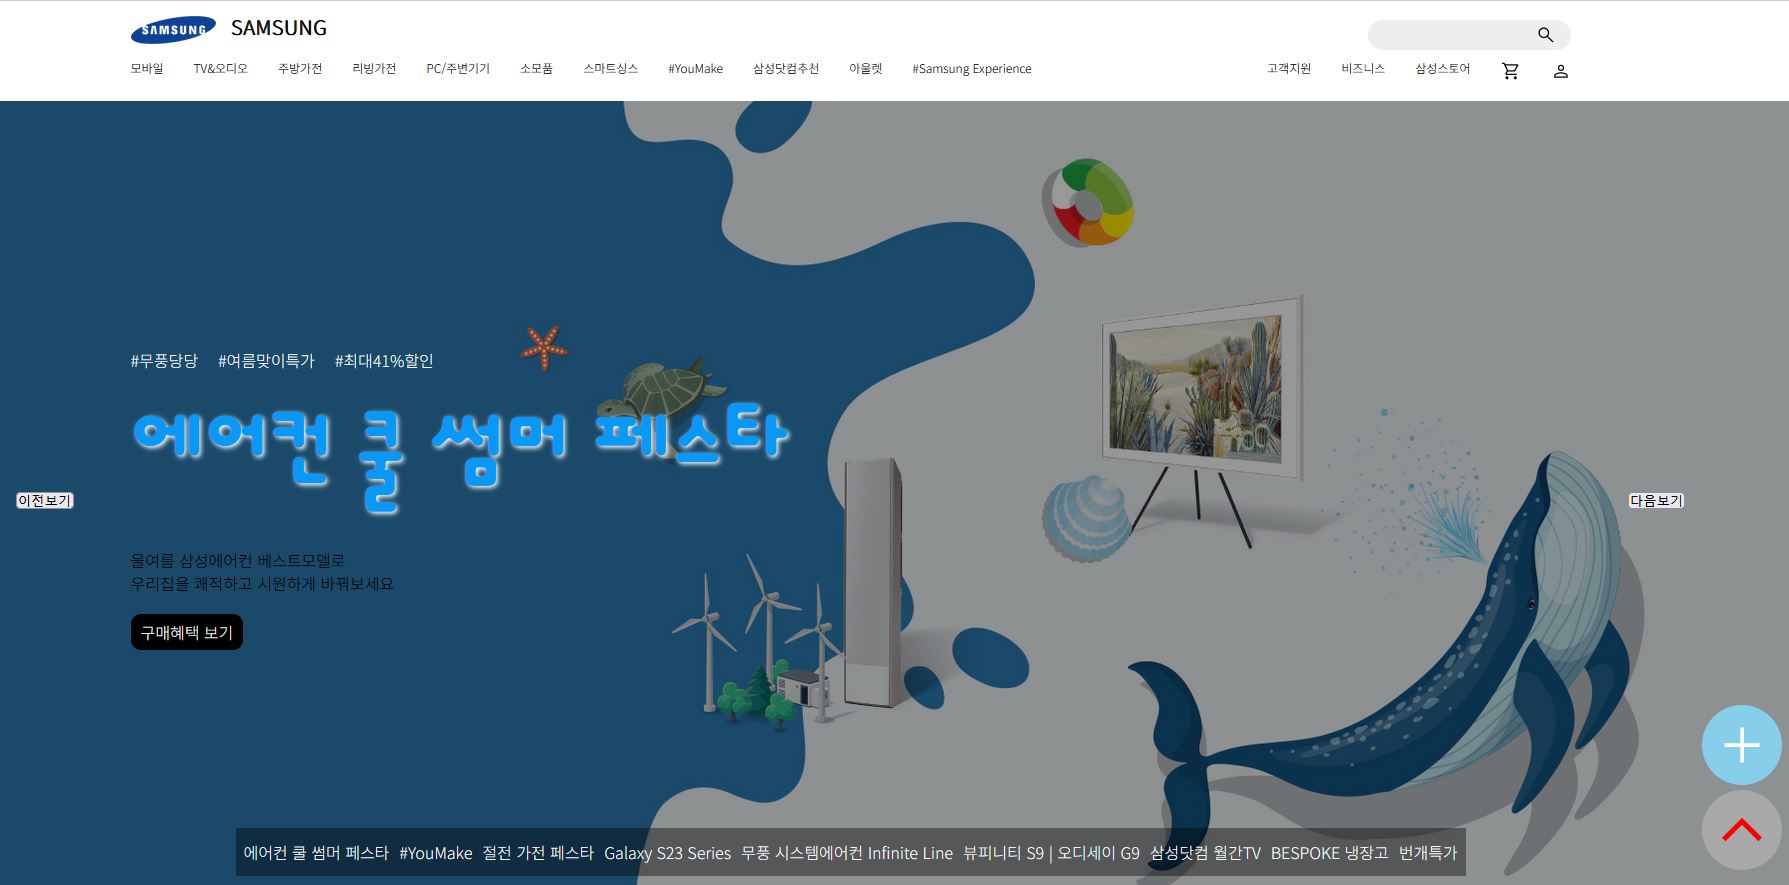 SAMSUNG SAMSUNG
모바일 TV&오디오 주방가전 리빙가전 PC/주변기기 소모품 스마트싱스 #YouMake 삼성닷컴추천 아울렛 #Samsung Experience 고객지원 비즈니스 삼성스토어
#무풍당당 #여름맞이특가 #최대41%할인
에어컨 쿨 썸머 페스타
이전보기 다음보기
올여름 삼성에어컨 베스트모델로
우리집을 쾌적하고 시원하게 바꿔보세요
구매혜택 보기
에어컨 쿨 썸머 페스타 #YouMake 절전 가전 페스타 Galaxy S23 Series 무풍 시스템에어컨 Infinite Line 뷰피니티 S9 | 오디세이 G9 삼성닷컴 월간TV BESPOKE 냉장고 번개특가